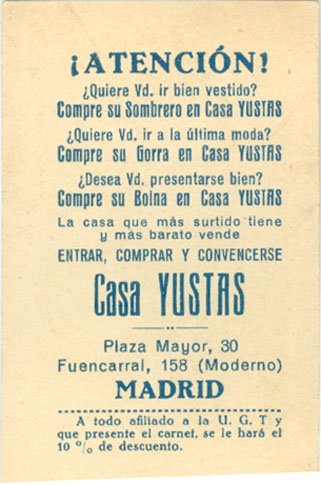 ¡ATENCIÓN!
¿Quiere Vd. ir bien vestido?
Compre su Sombrero en Casa YUSTAS
¿Quiere Vd. ir a la última moda?
Compre su Gorra en Casa YUSTAS
¿Desea Vd. presentarse bien?
Compre su Boina en Casa YUSTAS
La casa que más surtido tiene
y más barato vende
ENTRAR, COMPRAR Y CONVENCERSE
Casa YUSTAS
Plaza Mayor, 30
Fuencarral, 158 (Moderno)
MADRID
A todo afiliado a la U. G. T y
que presente el carnet, se le hará el
10 % de descuento.